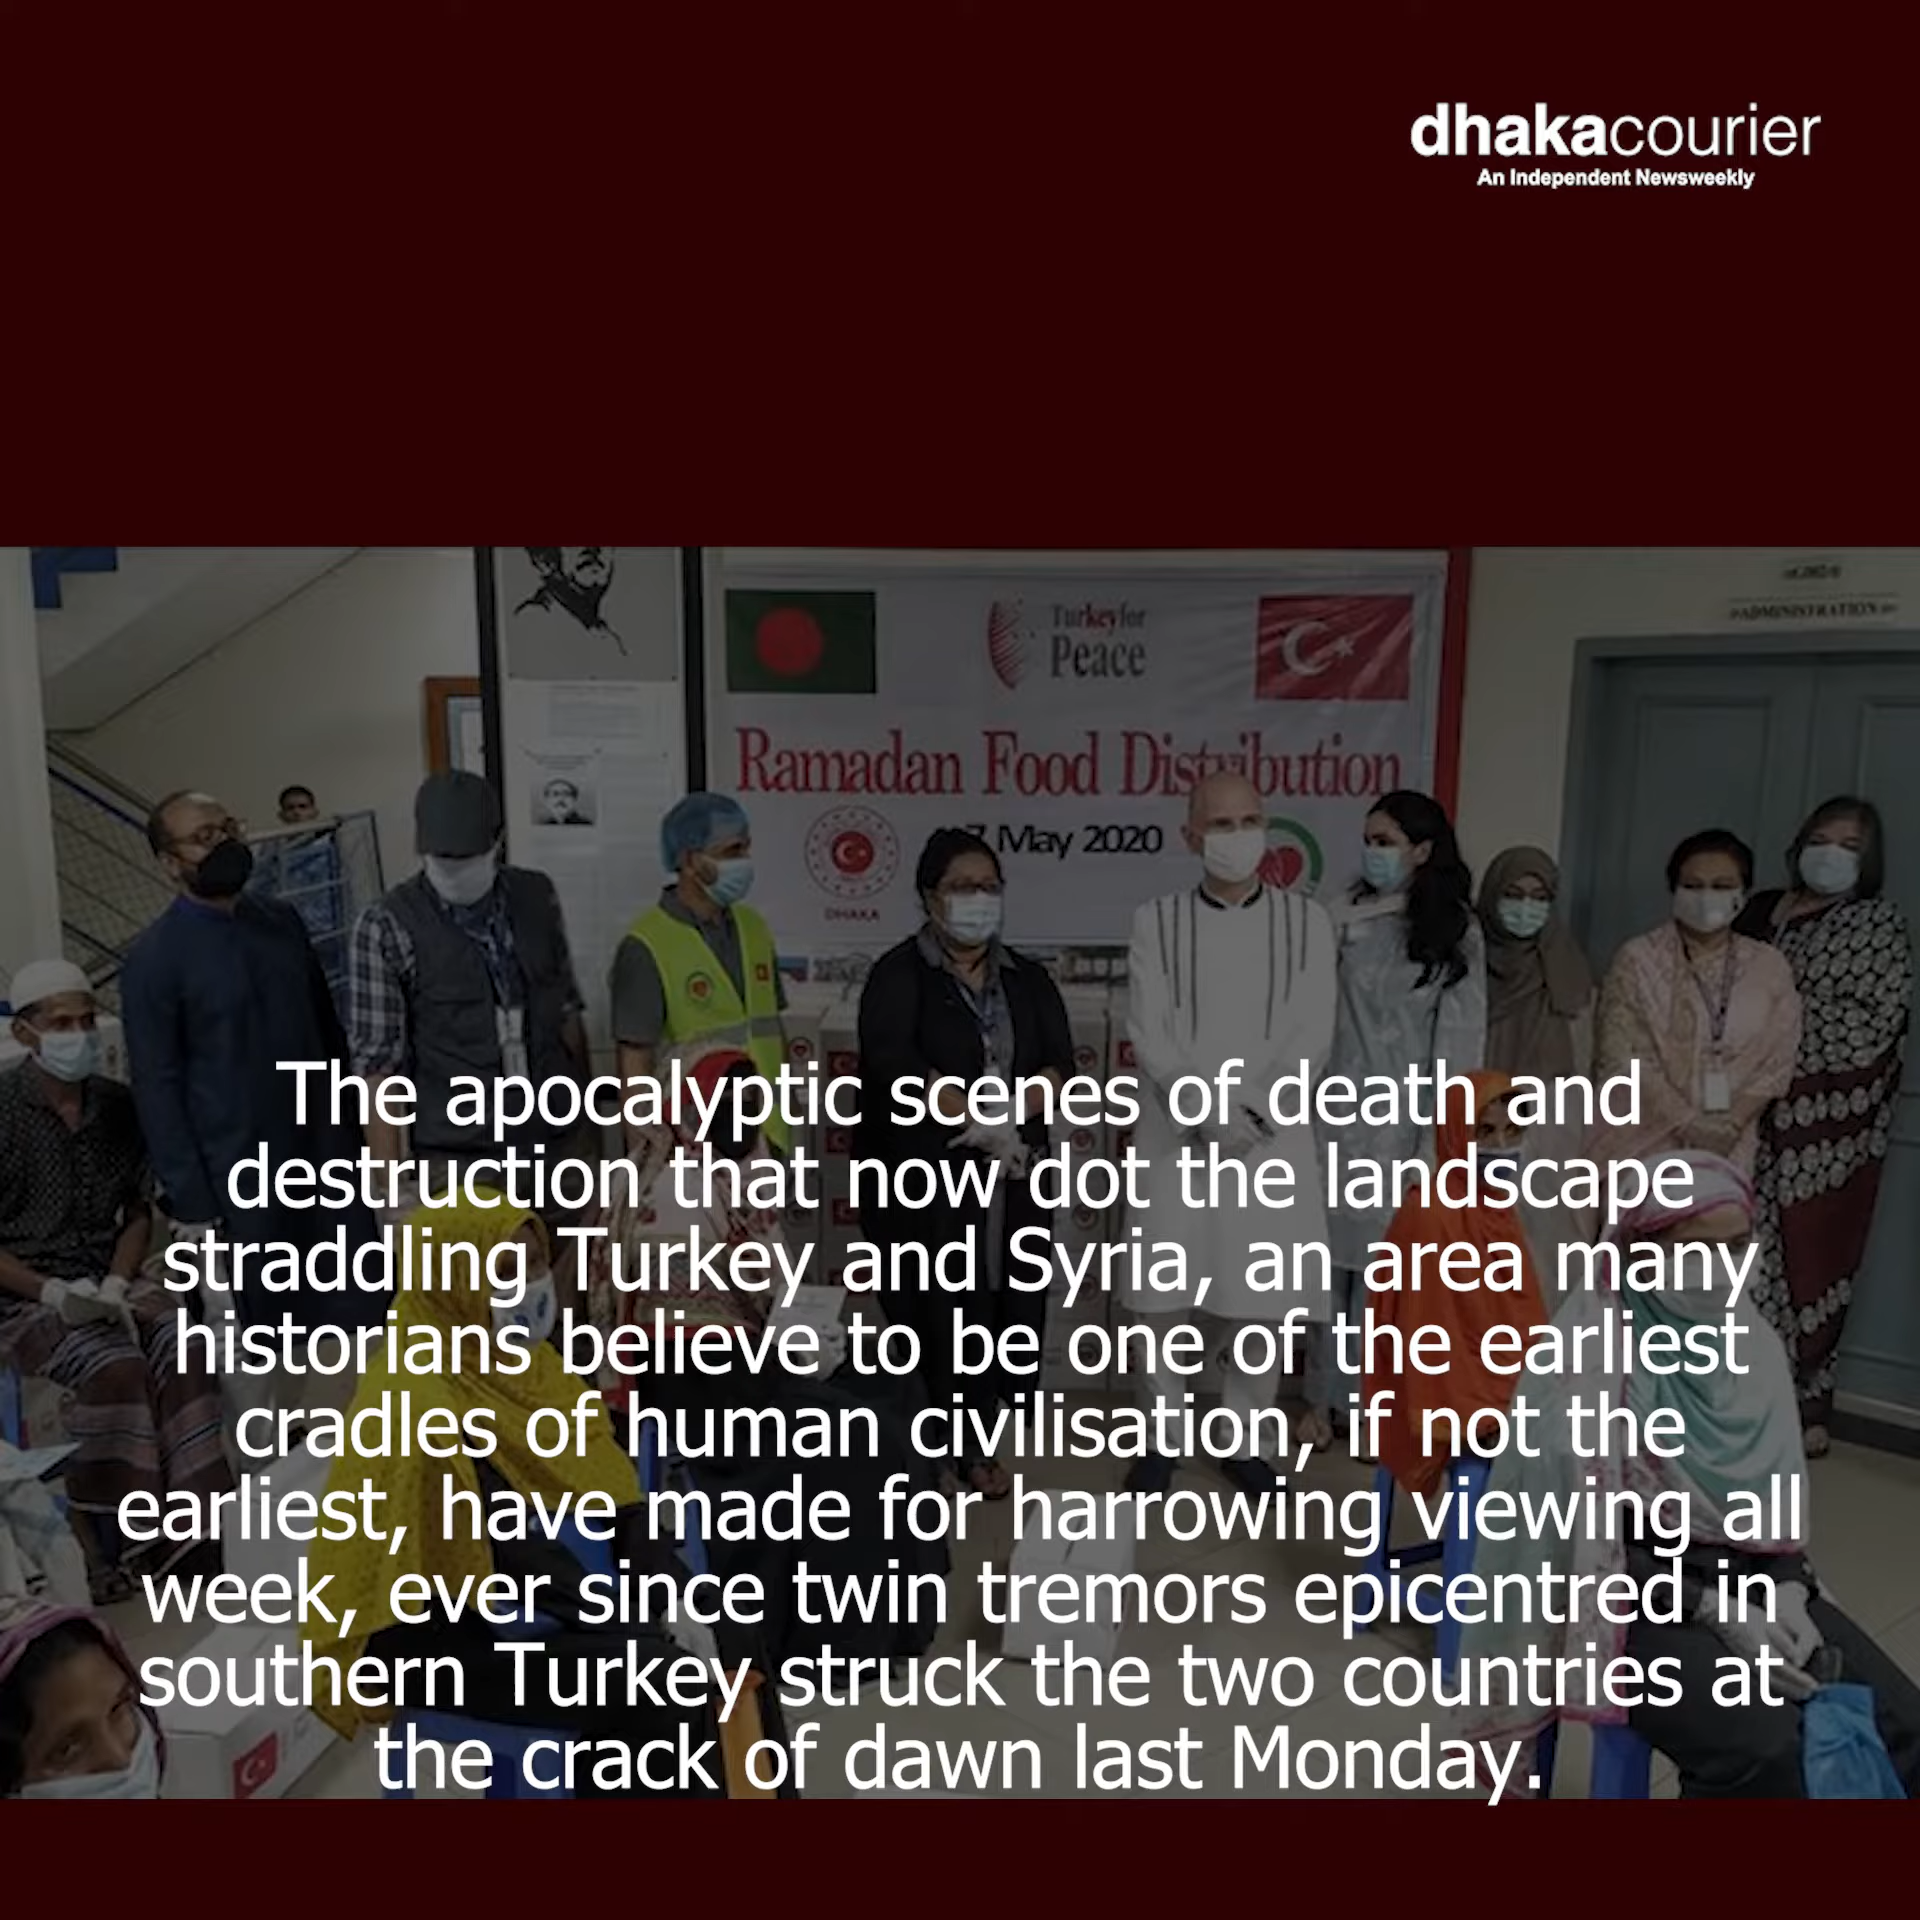 dhakacourier
An Independent Newsweekly
ADMINISTRATION
Turkey for
Peace
Ramadan Food Distribution
May 2020
DHAKA
The apocalyptic scenes of death and
destruction that now dot the landscape
straddling Turkey and Syria, an area many
historians believe to be one of the earliest
cradles of human civilisation, if not the
earliest, have made for harrowing viewing all
week, ever since twin tremors epicentred in
southern Turkey struck the two countries at
the crack of dawn last Monday.